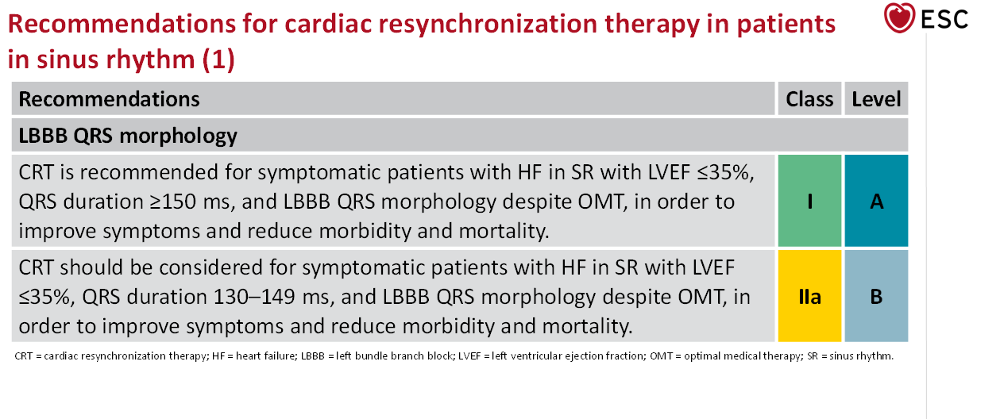 Recommendations for cardiac resynchronization therapy in patients
in sinus rhythm (1)
ESC
Recommendations Class Level
LBBB QRS morphology
CRT is recommended for symptomatic patients with HF in SR with LVEF ≤35%,
QRS duration ≥150 ms, and LBBB QRS morphology despite OMT, in order to
improve symptoms and reduce morbidity and mortality.
I A
CRT should be considered for symptomatic patients with HF in SR with LVEF
≤35%, QRS duration 130–149 ms, and LBBB QRS morphology despite OMT, in
order to improve symptoms and reduce morbidity and mortality.
IIa B
CRT = cardiac resynchronization therapy; HF = heart failure; LBBB = left bundle branch block; LVEF = left ventricular ejection fraction; OMT = optimal medical therapy; SR = sinus rhythm.